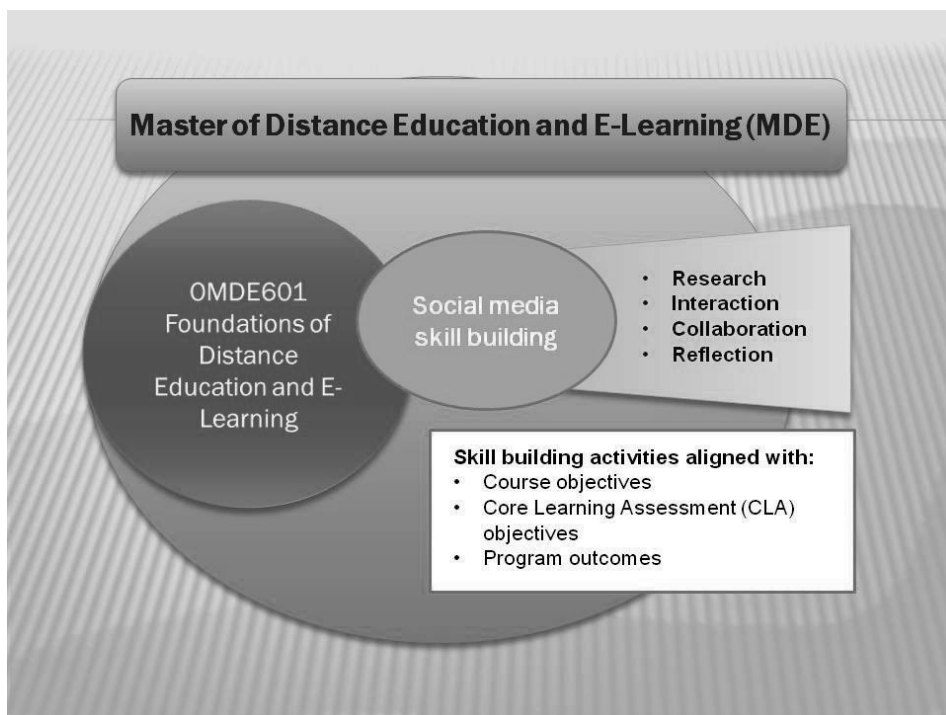 Master of Distance Education and E-Learning (MDE)
OMDE601
Foundations of
Distance
Education and E-
Learning
Social media
skill building
• Research
• Interaction
• Collaboration
• Reflection
Skill building activities aligned with:
• Course objectives
• Core Learning Assessment (CLA)
objectives
• Program outcomes